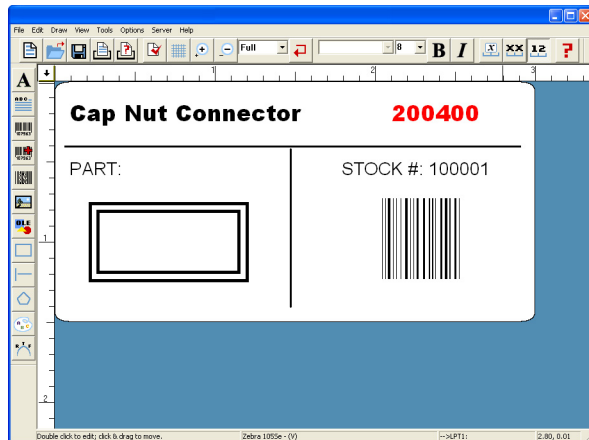 File Edit Draw View Tools Options Server Help
Full 8 B I X XX 12 ?
A
1 2 3
Cap Nut Connector 200400
PART: STOCK #: 100001
OLE
1
2
R T F
Double click to edit; click & drag to move. Zebra 105Se - (V) -->LPT1: 2.80, 0.01